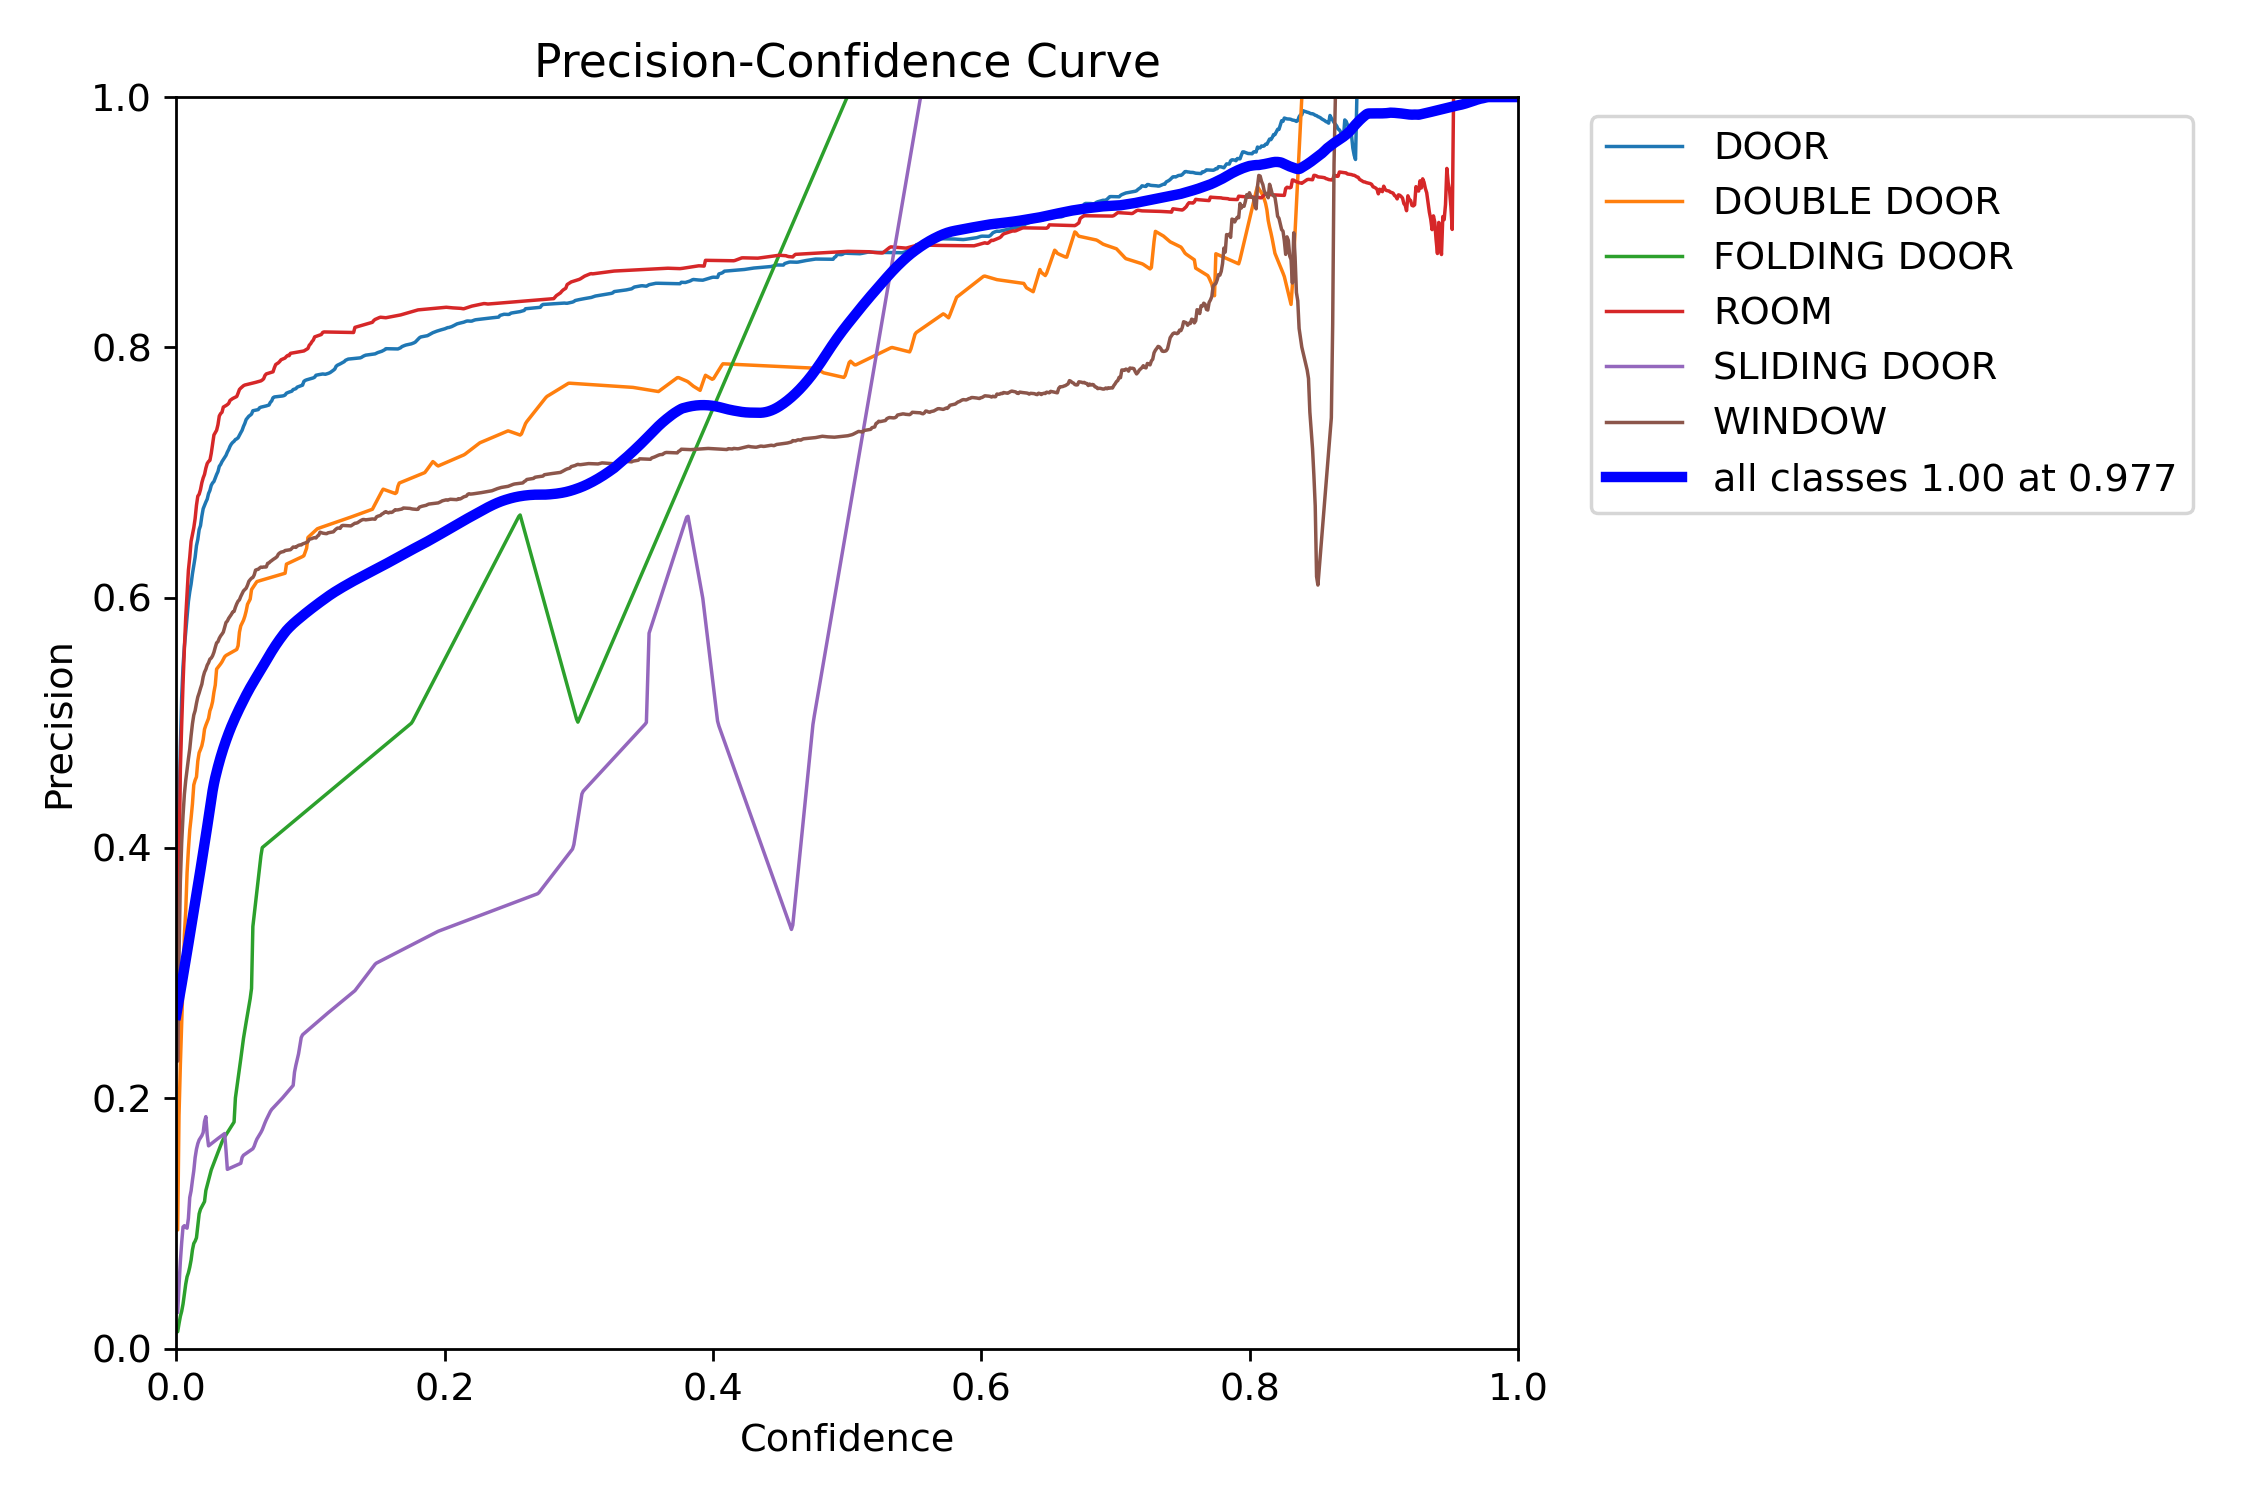 Precision-Confidence Curve
1.0
0.8
0.6
0.4
0.2
0.0
Precision
0.0 0.2 0.4 0.6 0.8 1.0
Confidence
DOOR
DOUBLE DOOR
FOLDING DOOR
ROOM
SLIDING DOOR
WINDOW
all classes 1.00 at 0.977